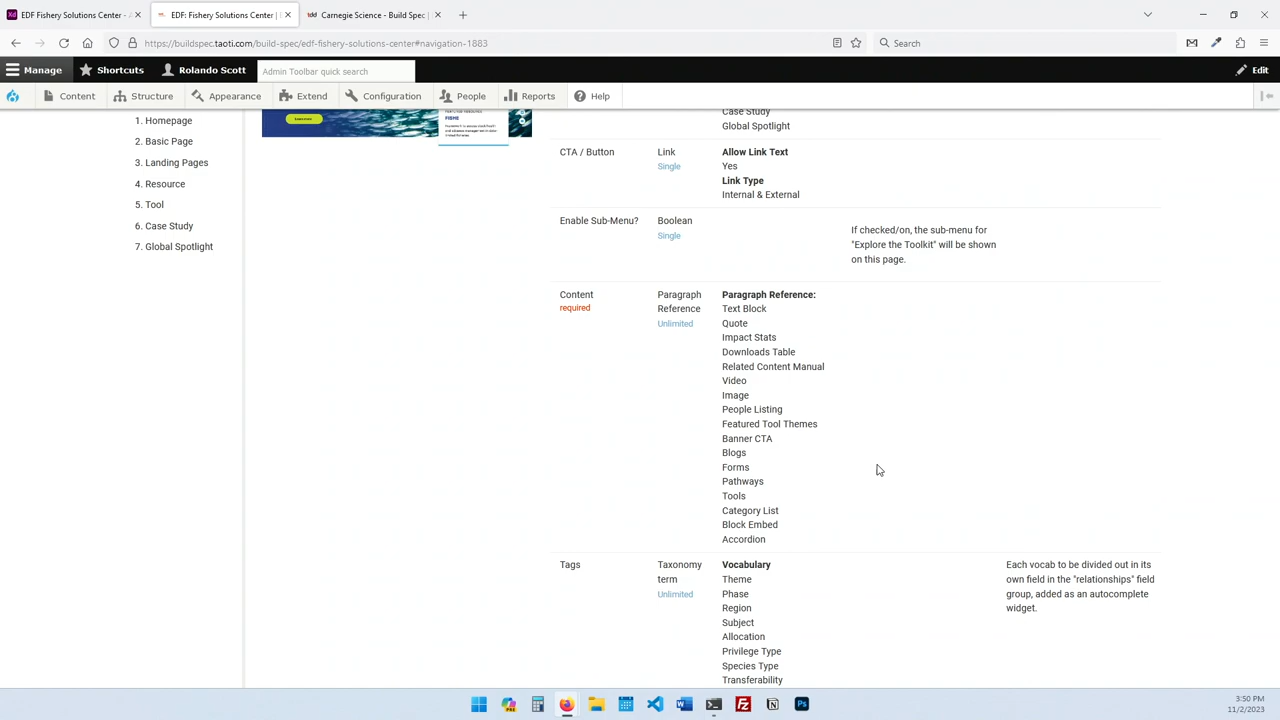 EDF Fishery Solutions Center -
EDF: Fishery Solutions Center |
Carnegie Science - Build Spec |
https://buildspec.taoti.com/build-spec/edf-fishery-solutions-center#navigation-1883
Search
Manage
Shortcuts
Rolando Scott
Admin Toolbar quick search
Edit
Content
Structure
Appearance
Extend
Configuration
People
Reports
Help
1. Homepage
2. Basic Page
3. Landing Pages
4. Resource
5. Tool
6. Case Study
7. Global Spotlight
FISHE
Case Study
Global Spotlight
CTA / Button
Link
Single
Allow Link Text
Yes
Link Type
Internal & External
Enable Sub-Menu?
Boolean
Single
If checked/on, the sub-menu for
"Explore the Toolkit" will be shown
on this page.
Content
required
Paragraph
Reference
Unlimited
Paragraph Reference:
Text Block
Quote
Impact Stats
Downloads Table
Related Content Manual
Video
Image
People Listing
Featured Tool Themes
Banner CTA
Blogs
Forms
Pathways
Tools
Category List
Block Embed
Accordion
Tags
Taxonomy
term
Unlimited
Vocabulary
Theme
Phase
Region
Subject
Allocation
Privilege Type
Species Type
Transferability
Each vocab to be divided out in its
own field in the "relationships" field
group, added as an autocomplete
widget.
3:50 PM
11/2/2023